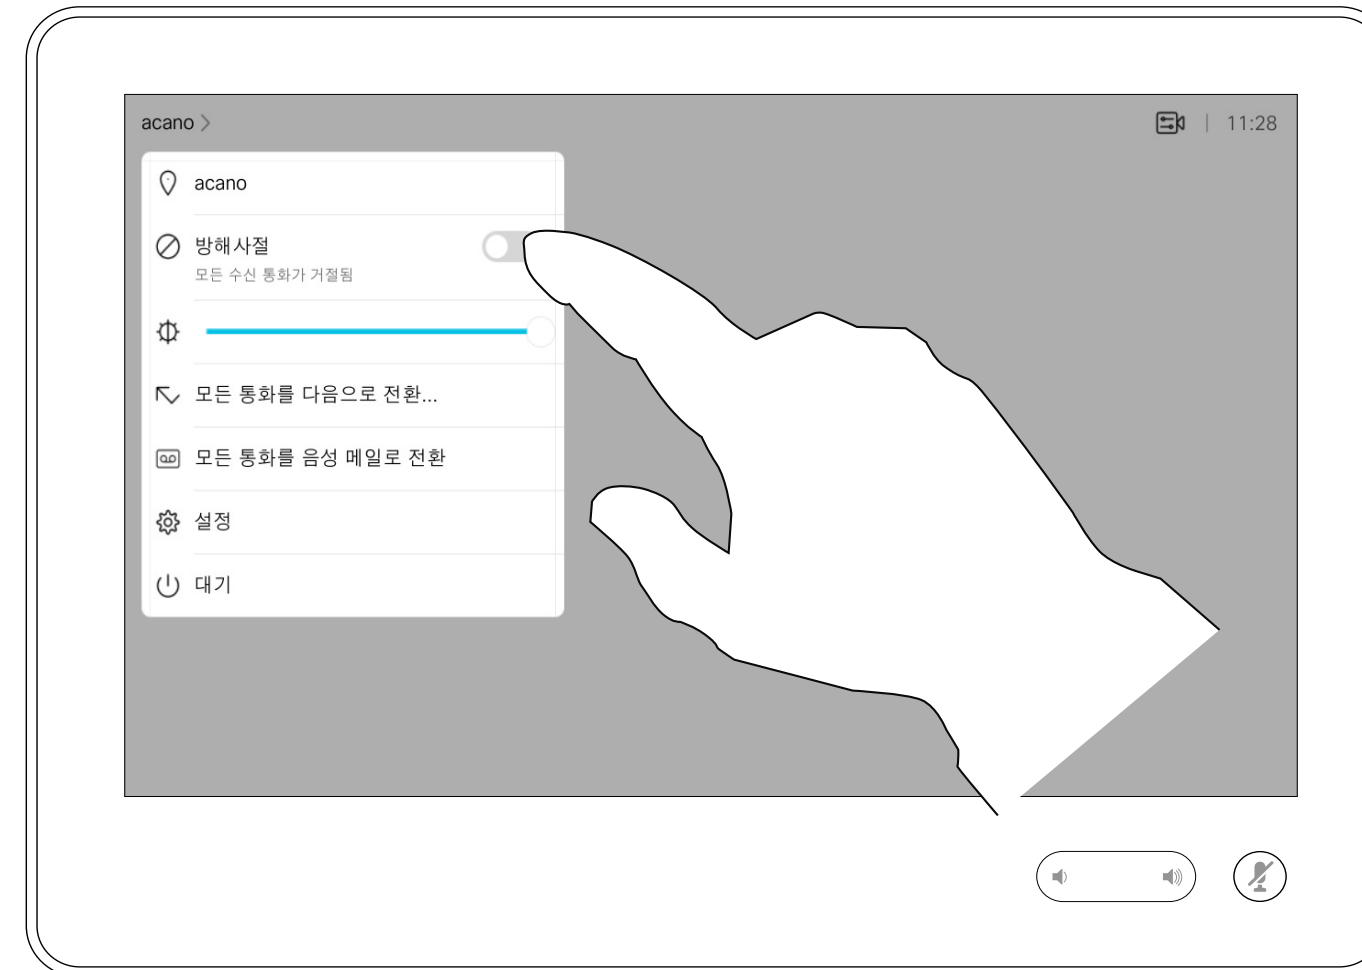 acano
11:28
acano
방해사절
모든 수신 통화가 거절됨
모든 통화를 다음으로 전환...
모든 통화를 음성 메일로 전환
설정
대기